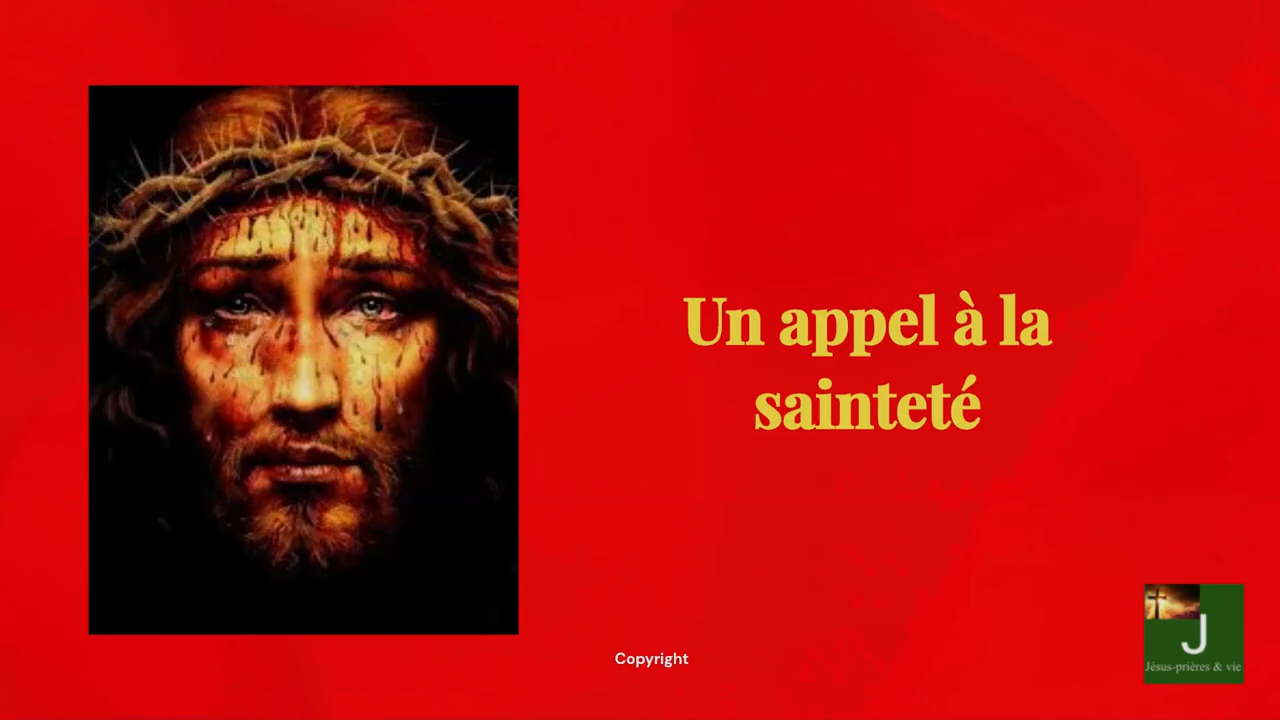 Un appel à la
sainteté
Copyright
J
Jésus-prières & vie